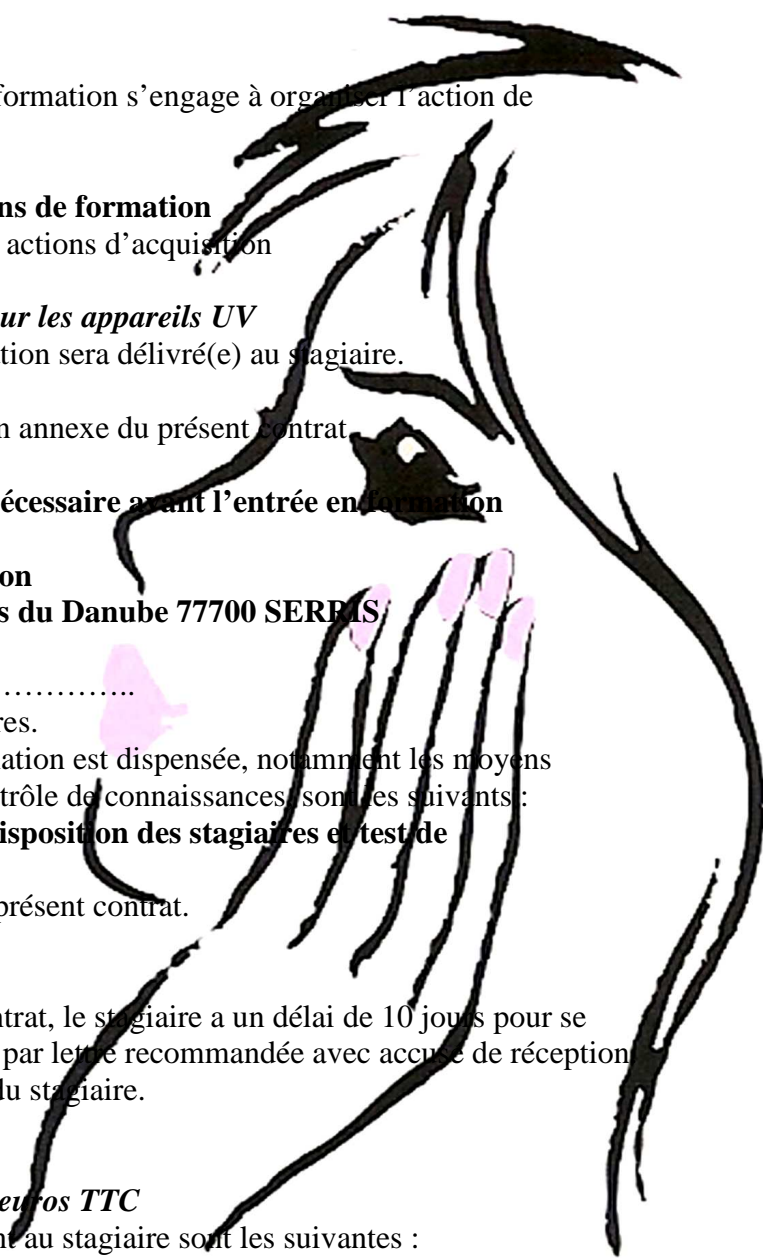 formation s’engage à organiser l’action de
ns de formation
actions d’acquisition
ur les appareils UV
tion sera délivré(e) au stagiaire.
n annexe du présent contrat.
écessaire avant l’entrée en formation
on
s du Danube 77700 SERRIS
…………..
res.
ation est dispensée, notamment les moyens
trôle de connaissances, sont les suivants :
isposition des stagiaires et test de
présent contrat.
ntrat, le stagiaire a un délai de 10 jours pour se
par lettre recommandée avec accusé de réception
du stagiaire.
euros TTC
nt au stagiaire sont les suivantes :